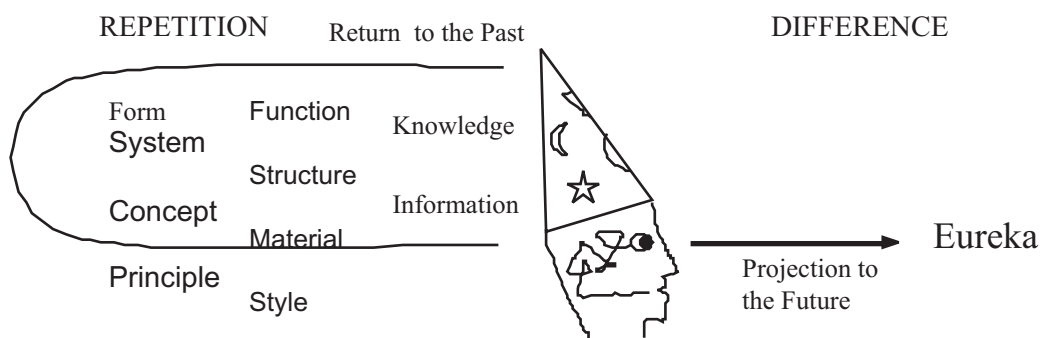 REPETITION
Return to the Past
DIFFERENCE
Form
Function
System
Knowledge
Structure
Concept
Information
Material
Principle
Style
Eureka
Projection to
the Future